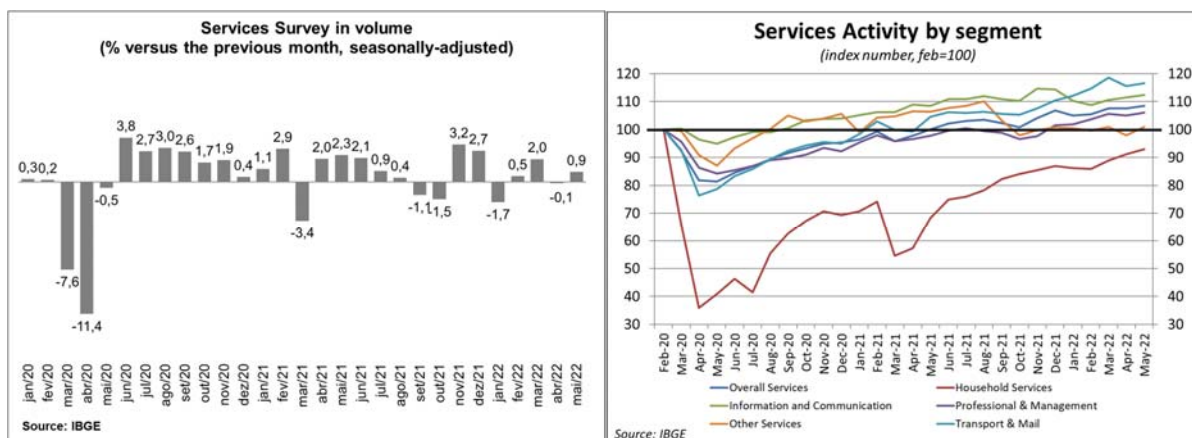 Services Survey in volume
(% versus the previous month, seasonally-adjusted)
0,3
0,2
-7,6
-11,4
-0,5
3,8
2,7
3,0
2,6
1,7
1,9
0,4
1,1
2,9
-3,4
2,0
2,3
2,1
0,9
0,4
-1,1
-1,5
3,2
2,7
-1,7
0,5
2,0
-0,1
0,9
jan/20
fev/20
mar/20
abr/20
mai/20
jun/20
jul/20
ago/20
set/20
out/20
nov/20
dez/20
jan/21
fev/21
mar/21
abr/21
mai/21
jun/21
jul/21
ago/21
set/21
out/21
nov/21
dez/21
jan/22
fev/22
mar/22
abr/22
mai/22
Source: IBGE
Services Activity by segment
(index number, feb=100)
120
110
100
90
80
70
60
50
40
30
120
110
100
90
80
70
60
50
40
30
Feb-20
Mar-20
Apr-20
May-20
Jun-20
Jul-20
Aug-20
Sep-20
Oct-20
Nov-20
Dec-20
Jan-21
Feb-21
Mar-21
Apr-21
May-21
Jun-21
Jul-21
Aug-21
Sep-21
Oct-21
Nov-21
Dec-21
Jan-22
Feb-22
Mar-22
Apr-22
May-22
Overall Services
Household Services
Information and Communication
Professional & Management
Other Services
Transport & Mail
Source: IBGE